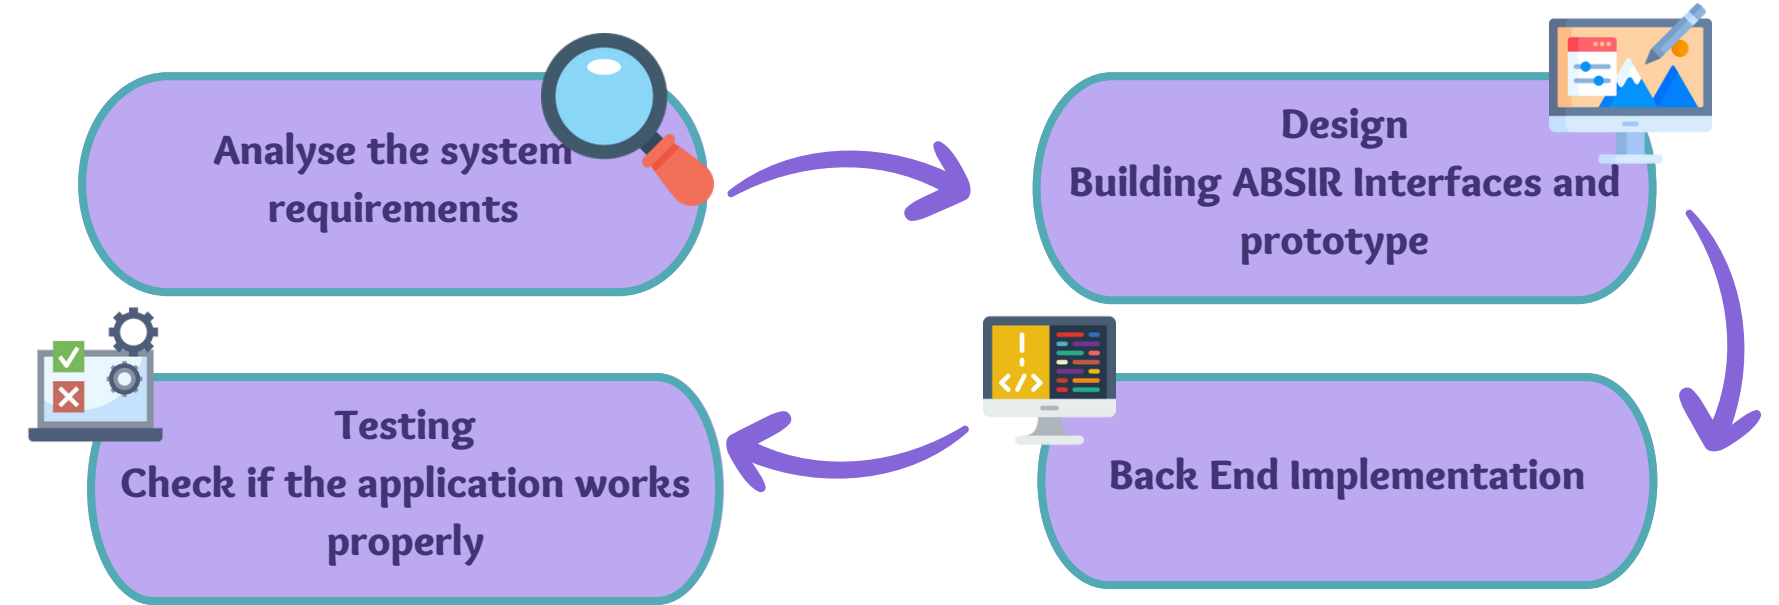 Analyse the system
requirements
Design
Building ABSIR Interfaces and
prototype
Back End Implementation
Testing
Check if the application works
properly